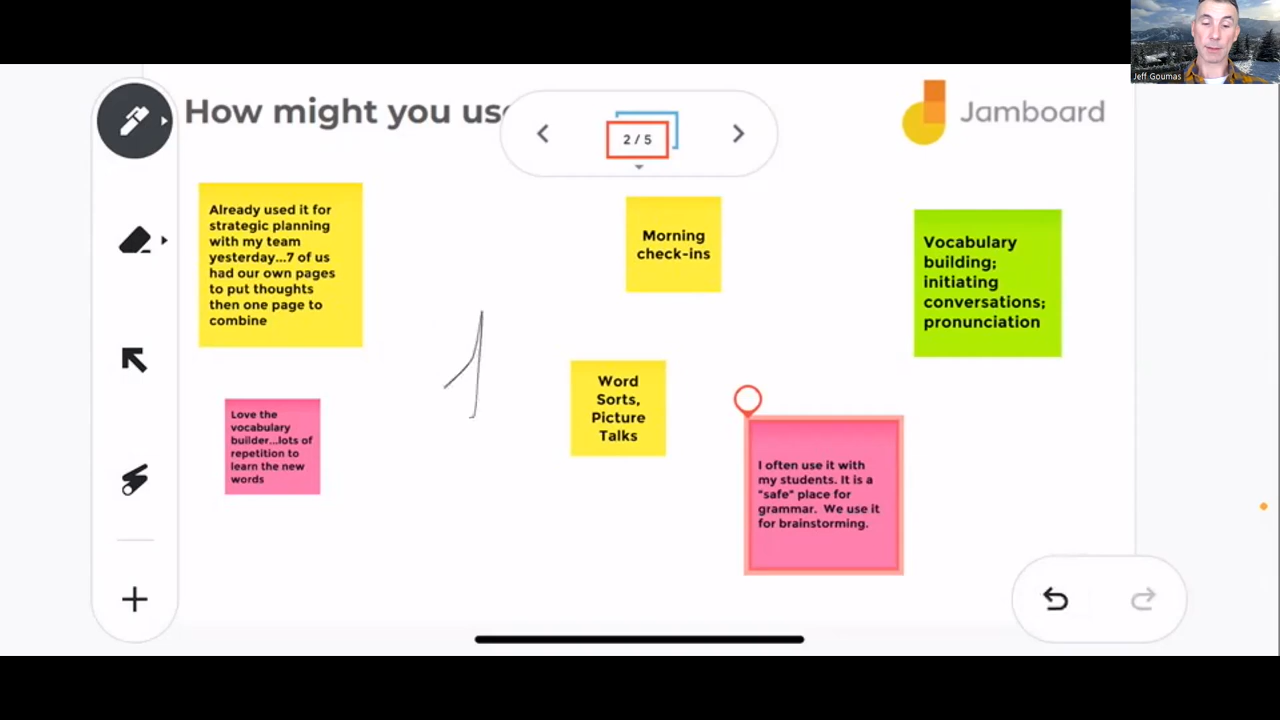 Jeff Goumas
How might you us
2 / 5
Jamboard
Already used it for
strategic planning
with my team
yesterday...7 of us
had our own pages
to put thoughts
then one page to
combine
Morning
check-ins
Vocabulary
building;
initiating
conversations;
pronunciation
Love the
vocabulary
builder...lots of
repetition to
learn the new
words
Word
Sorts,
Picture
Talks
I often use it with
my students. It is a
"safe" place for
grammar. We use it
for brainstorming.